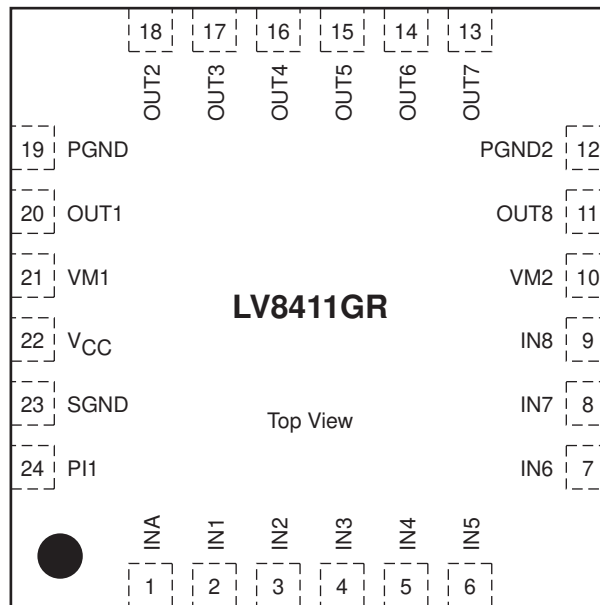 18 17 16 15 14 13
OUT2 OUT3 OUT4 OUT5 OUT6 OUT7
19 PGND PGND2 12
20 OUT1 OUT8 11
21 VM1 VM2 10
LV8411GR
22 VCC IN8 9
23 SGND IN7 8
Top View
24 PI1 IN6 7
INA IN1 IN2 IN3 IN4 IN5
1 2 3 4 5 6